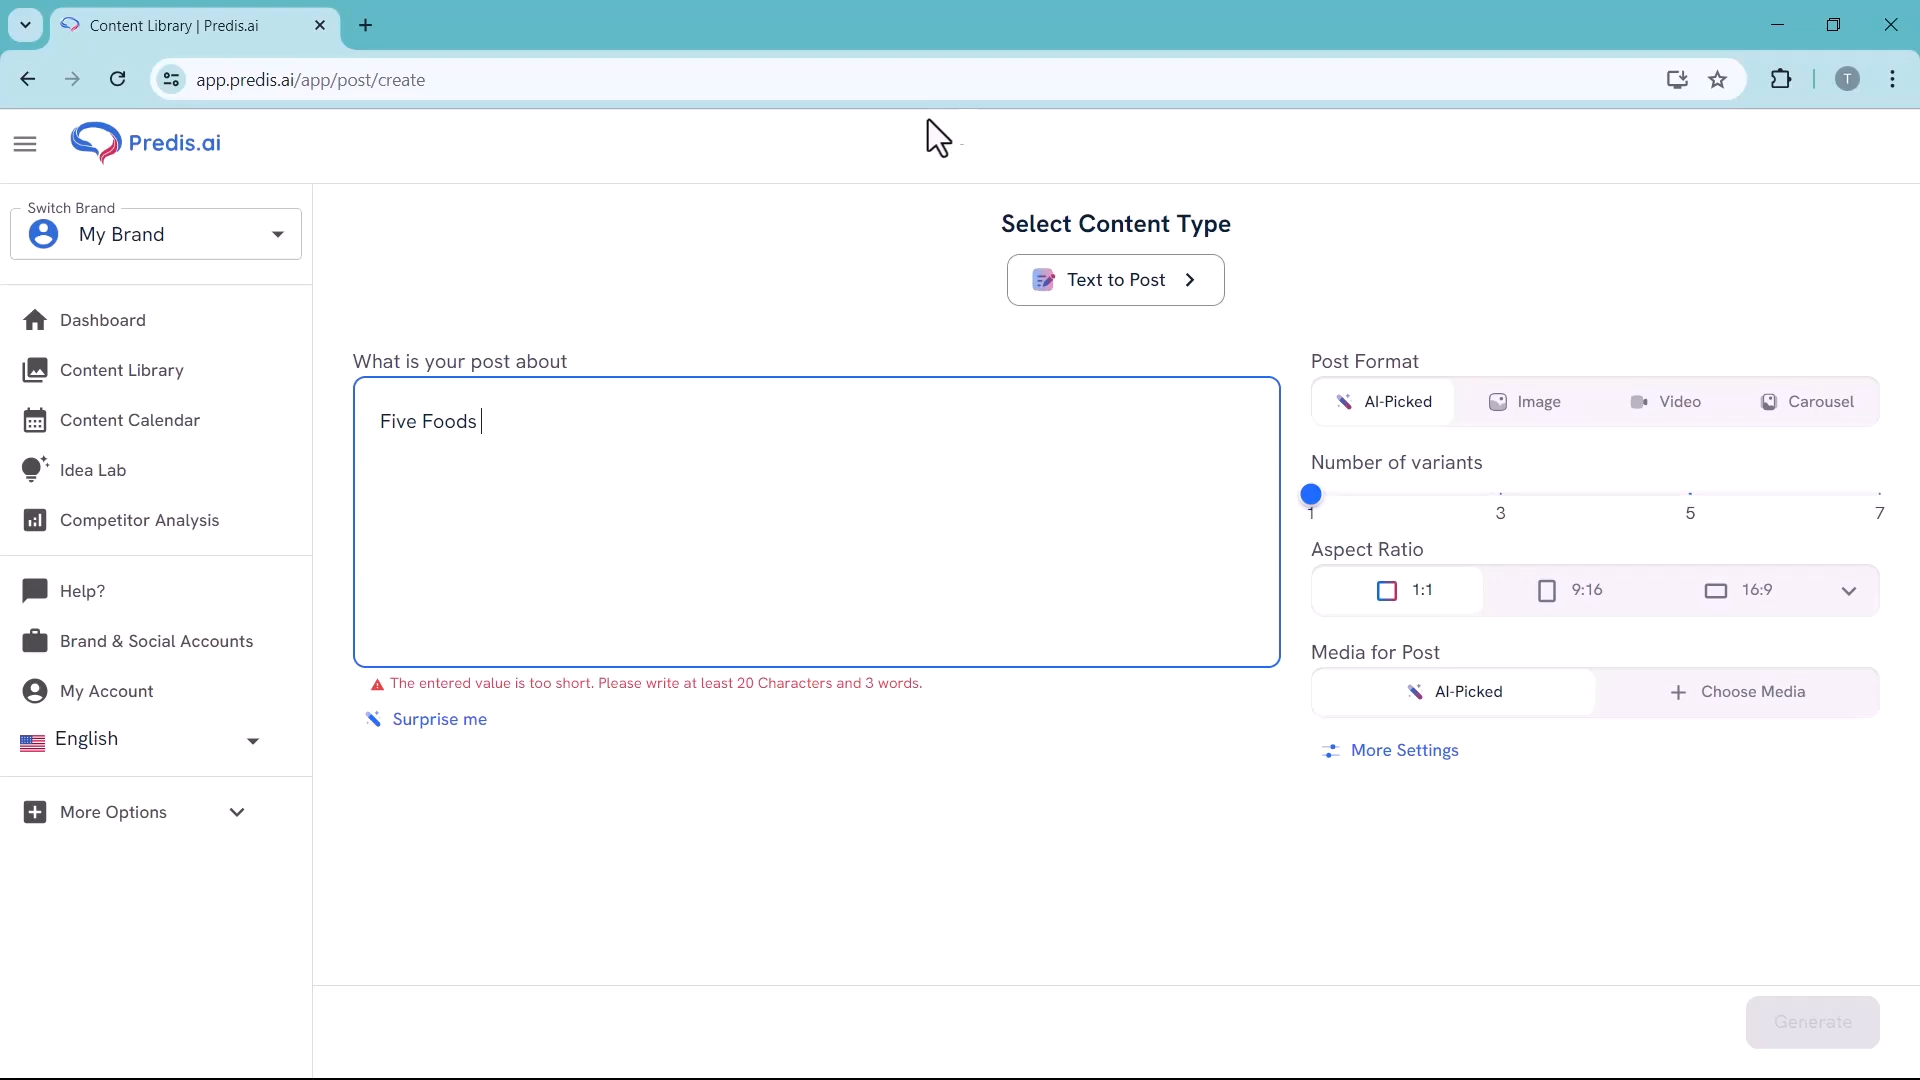 Content Library | Predis.ai
app.predis.ai/app/post/create
T
Predis.ai
Switch Brand
My Brand
Dashboard
Content Library
Content Calendar
Idea Lab
Competitor Analysis
Help?
Brand & Social Accounts
My Account
English
More Options
Select Content Type
Text to Post
What is your post about
Five Foods
The entered value is too short. Please write at least 20 Characters and 3 words.
Surprise me
Post Format
AI-Picked Image Video Carousel
Number of variants
1 3 5 7
Aspect Ratio
1:1 9:16 16:9
Media for Post
AI-Picked Choose Media
More Settings
Generate